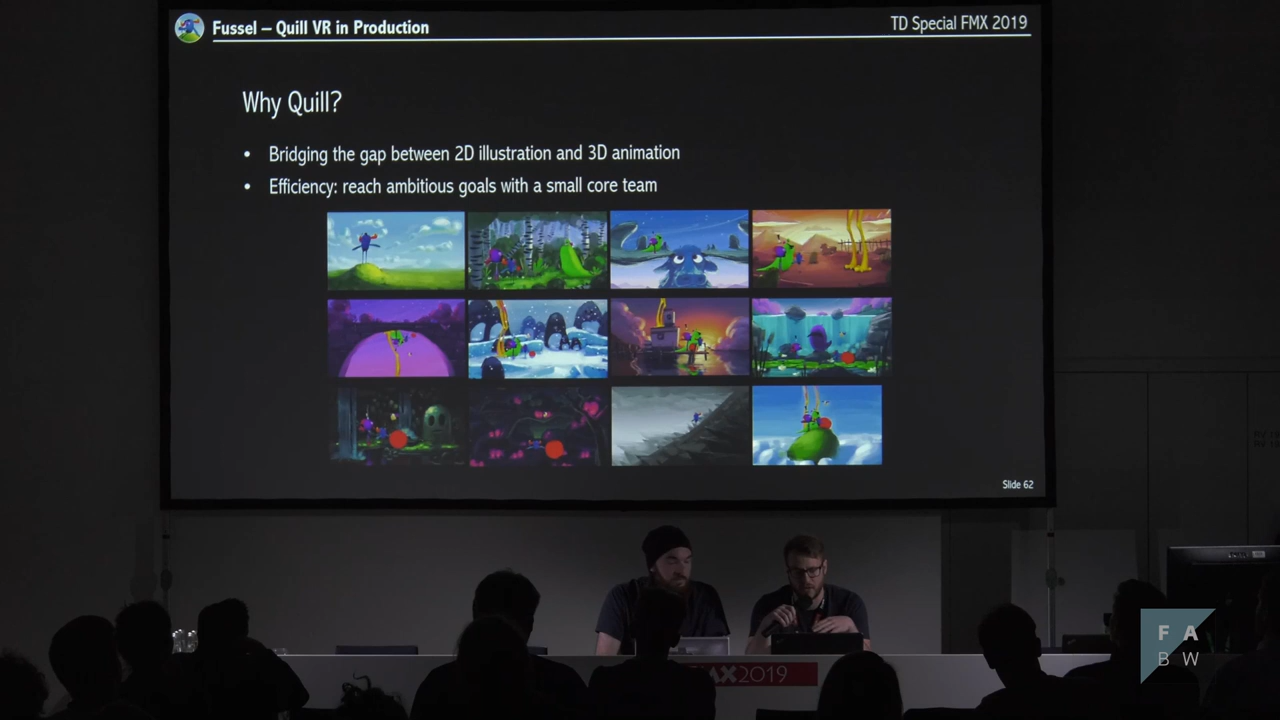 Fussel – Quill VR in Production
TD Special FMX 2019
Why Quill?
• Bridging the gap between 2D illustration and 3D animation
• Efficiency: reach ambitious goals with a small core team
Slide 62
MX2019
F A
B W